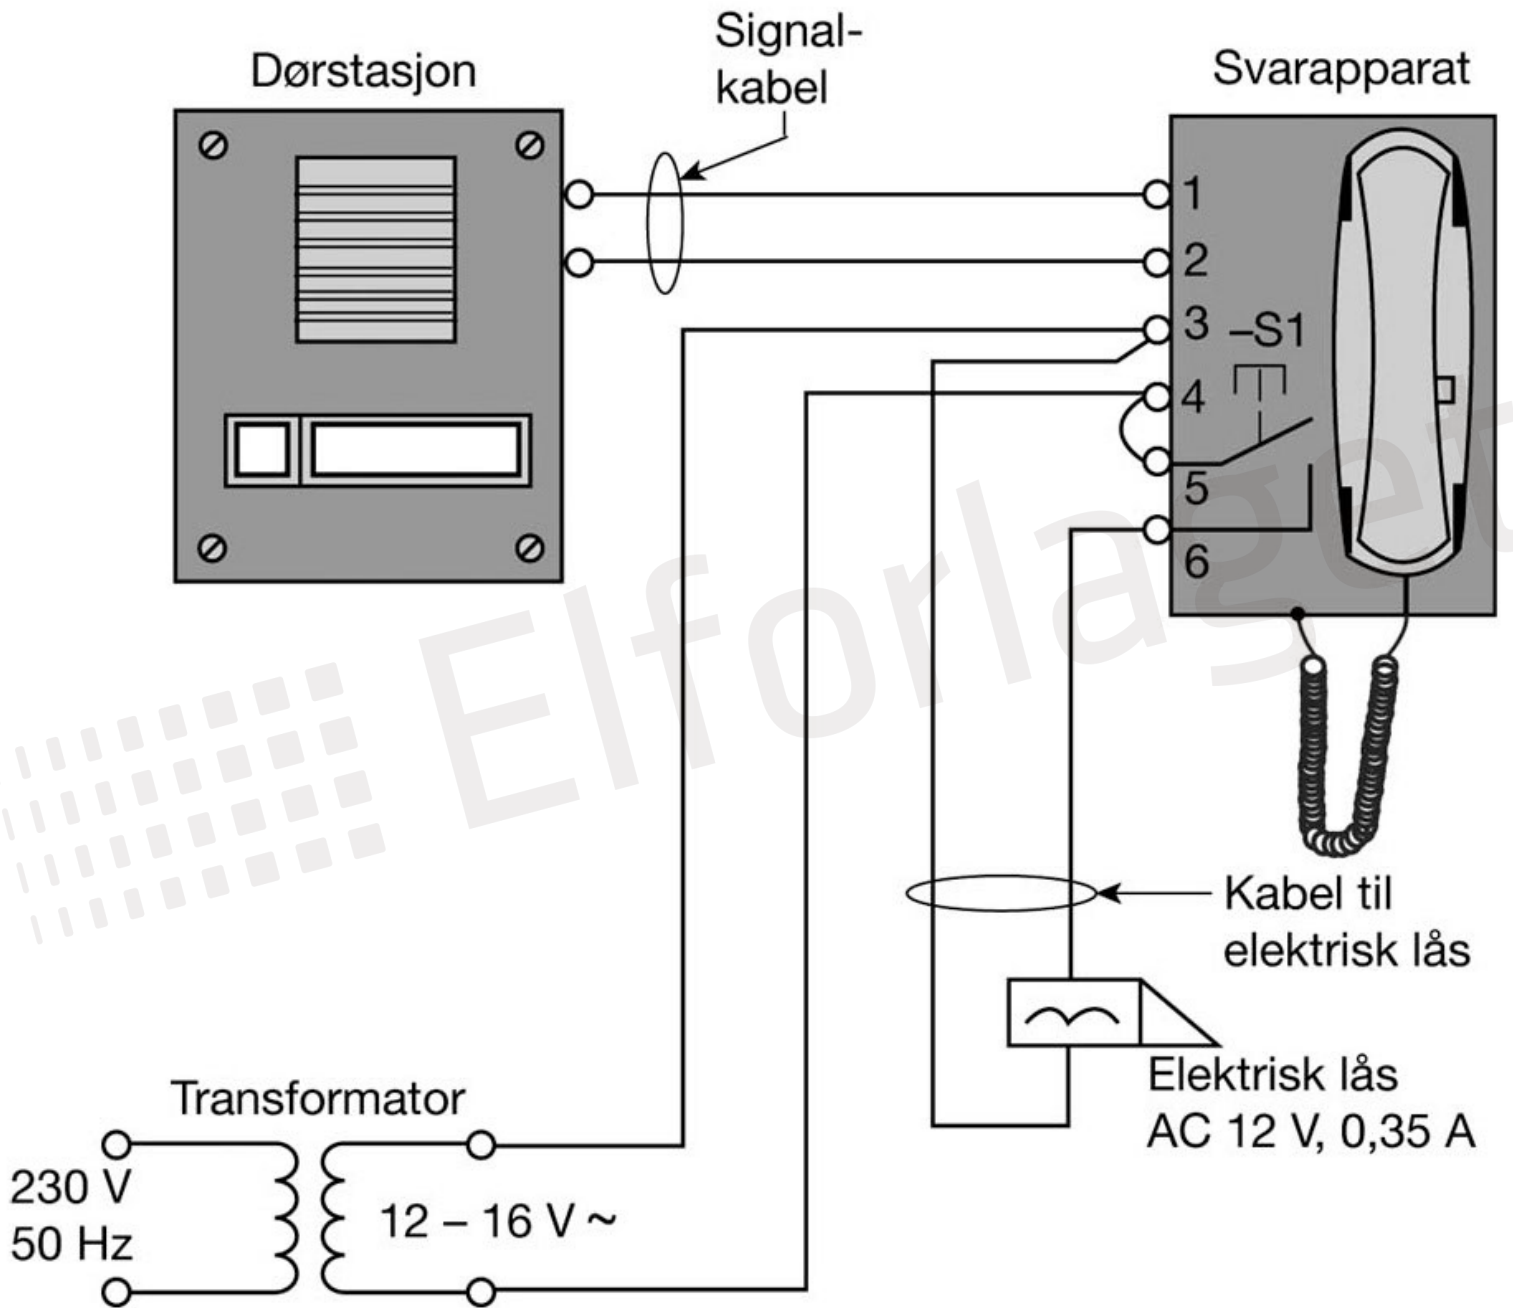 Dørstasjon
Signal-
kabel
Svarapparat
1
2
3
–S1
4
5
6
Elforlaget
Kabel til
elektrisk lås
Elektrisk lås
AC 12 V, 0,35 A
Transformator
230 V
50 Hz
12 – 16 V ~